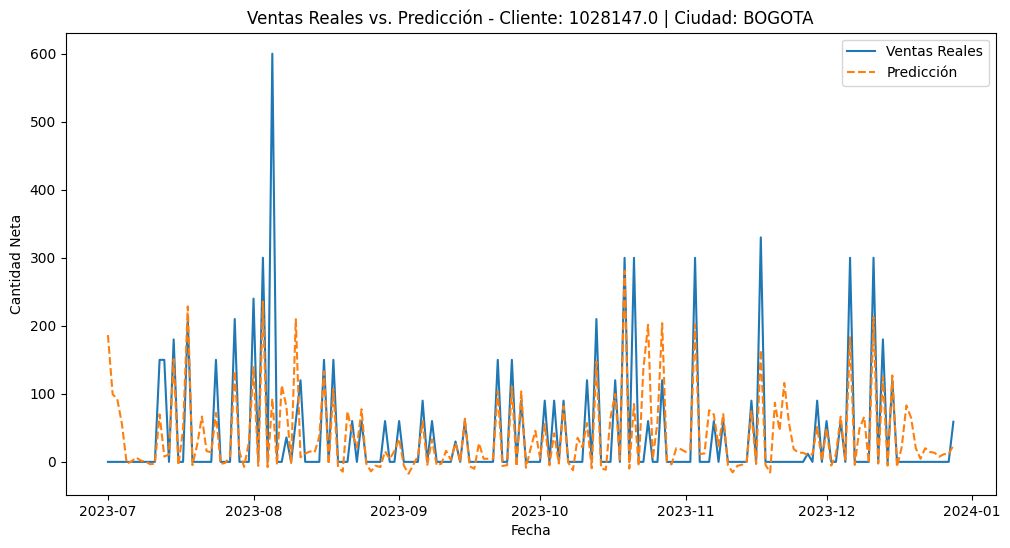 Ventas Reales vs. Predicción - Cliente: 1028147.0 | Ciudad: BOGOTA
Ventas Reales
Predicción
Cantidad Neta
600
500
400
300
200
100
0
2023-07
2023-08
2023-09
2023-10
2023-11
2023-12
2024-01
Fecha